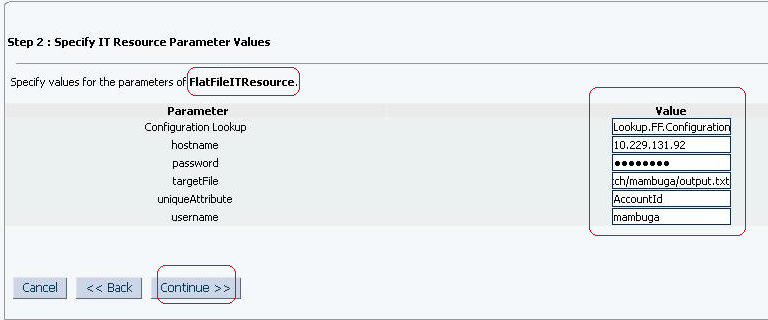 Step 2 : Specify IT Resource Parameter Values
Specify values for the parameters of FlatFileITResource.
Parameter Value
Configuration Lookup Lookup.FF.Configuration
hostname 10.229.131.92
password ●●●●●●●●
targetFile :ch/mambuga/output.txt
uniqueAttribute AccountId
username mambuga
Cancel << Back Continue >>